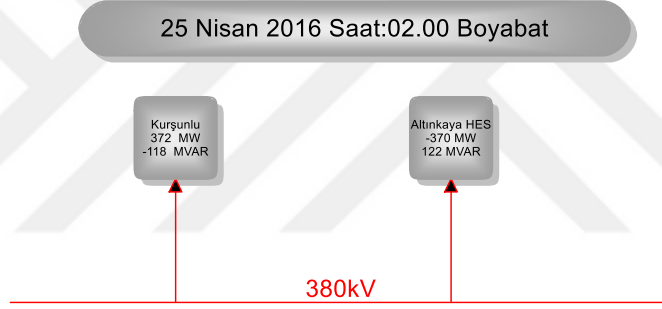 25 Nisan 2016 Saat:02.00 Boyabat
Kurşunlu
372 MW
-118 MVAR
Altınkaya HES
-370 MW
122 MVAR
380kV